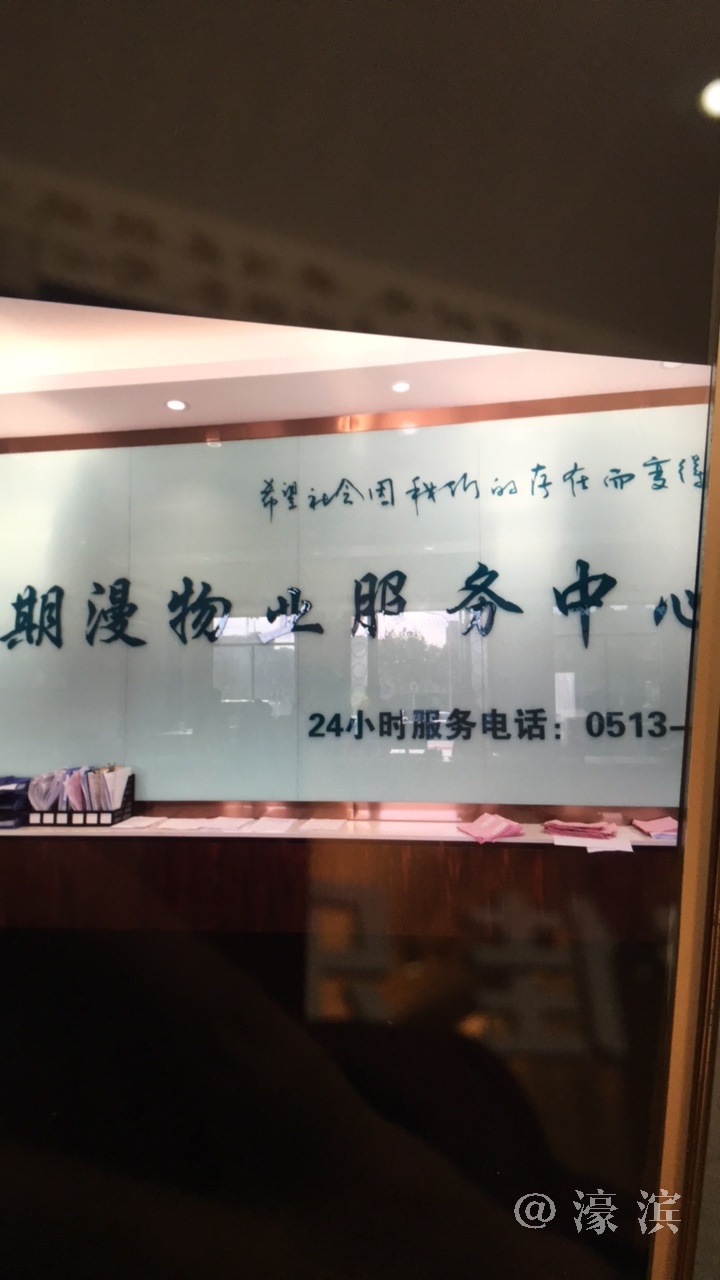 希望社会因我们的存在而变得
期漫物业服务中心
24小时服务电话：0513-
@濠滨